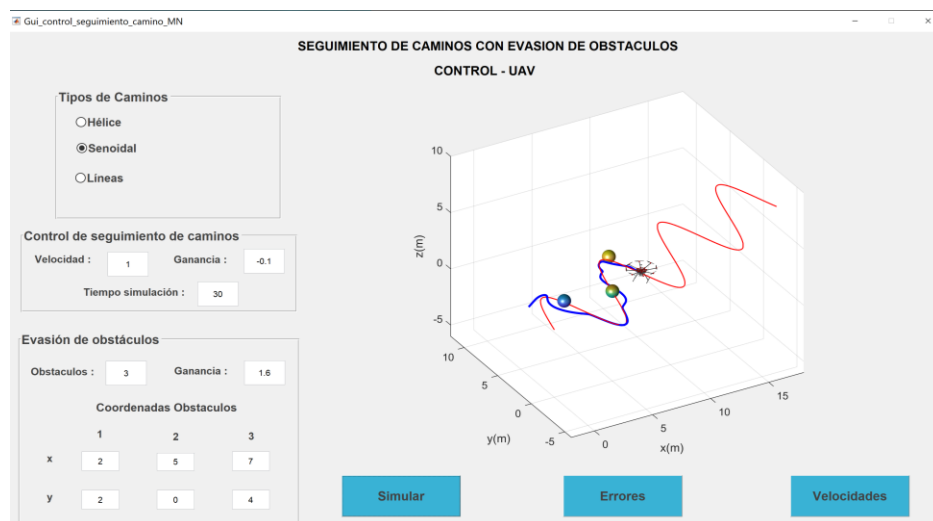 Gui_control_seguimiento_camino_MN
SEGUIMIENTO DE CAMINOS CON EVASION DE OBSTACULOS
CONTROL - UAV
Tipos de Caminos
Hélice
Senoidal
Líneas
Control de seguimiento de caminos
Velocidad : 1 Ganancia : -0.1
Tiempo simulación : 30
Evasión de obstáculos
Obstaculos : 3 Ganancia : 1.6
Coordenadas Obstaculos
1 2 3
x 2 5 7
y 2 0 4
10
5
0
-5
z(m)
10
5
0
-5
y(m)
0
5
10
15
x(m)
Simular Errores Velocidades